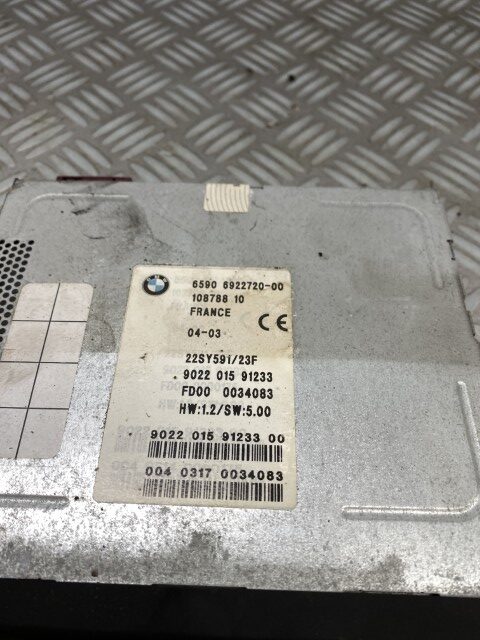 6590 6922720-00
108788 10
FRANCE
CE
04-03
22SY591/23F
9022 015 91233
FD00 0034083
HW:1.2/SW:5.00
9022 015 91233 00
004 0317 0034083